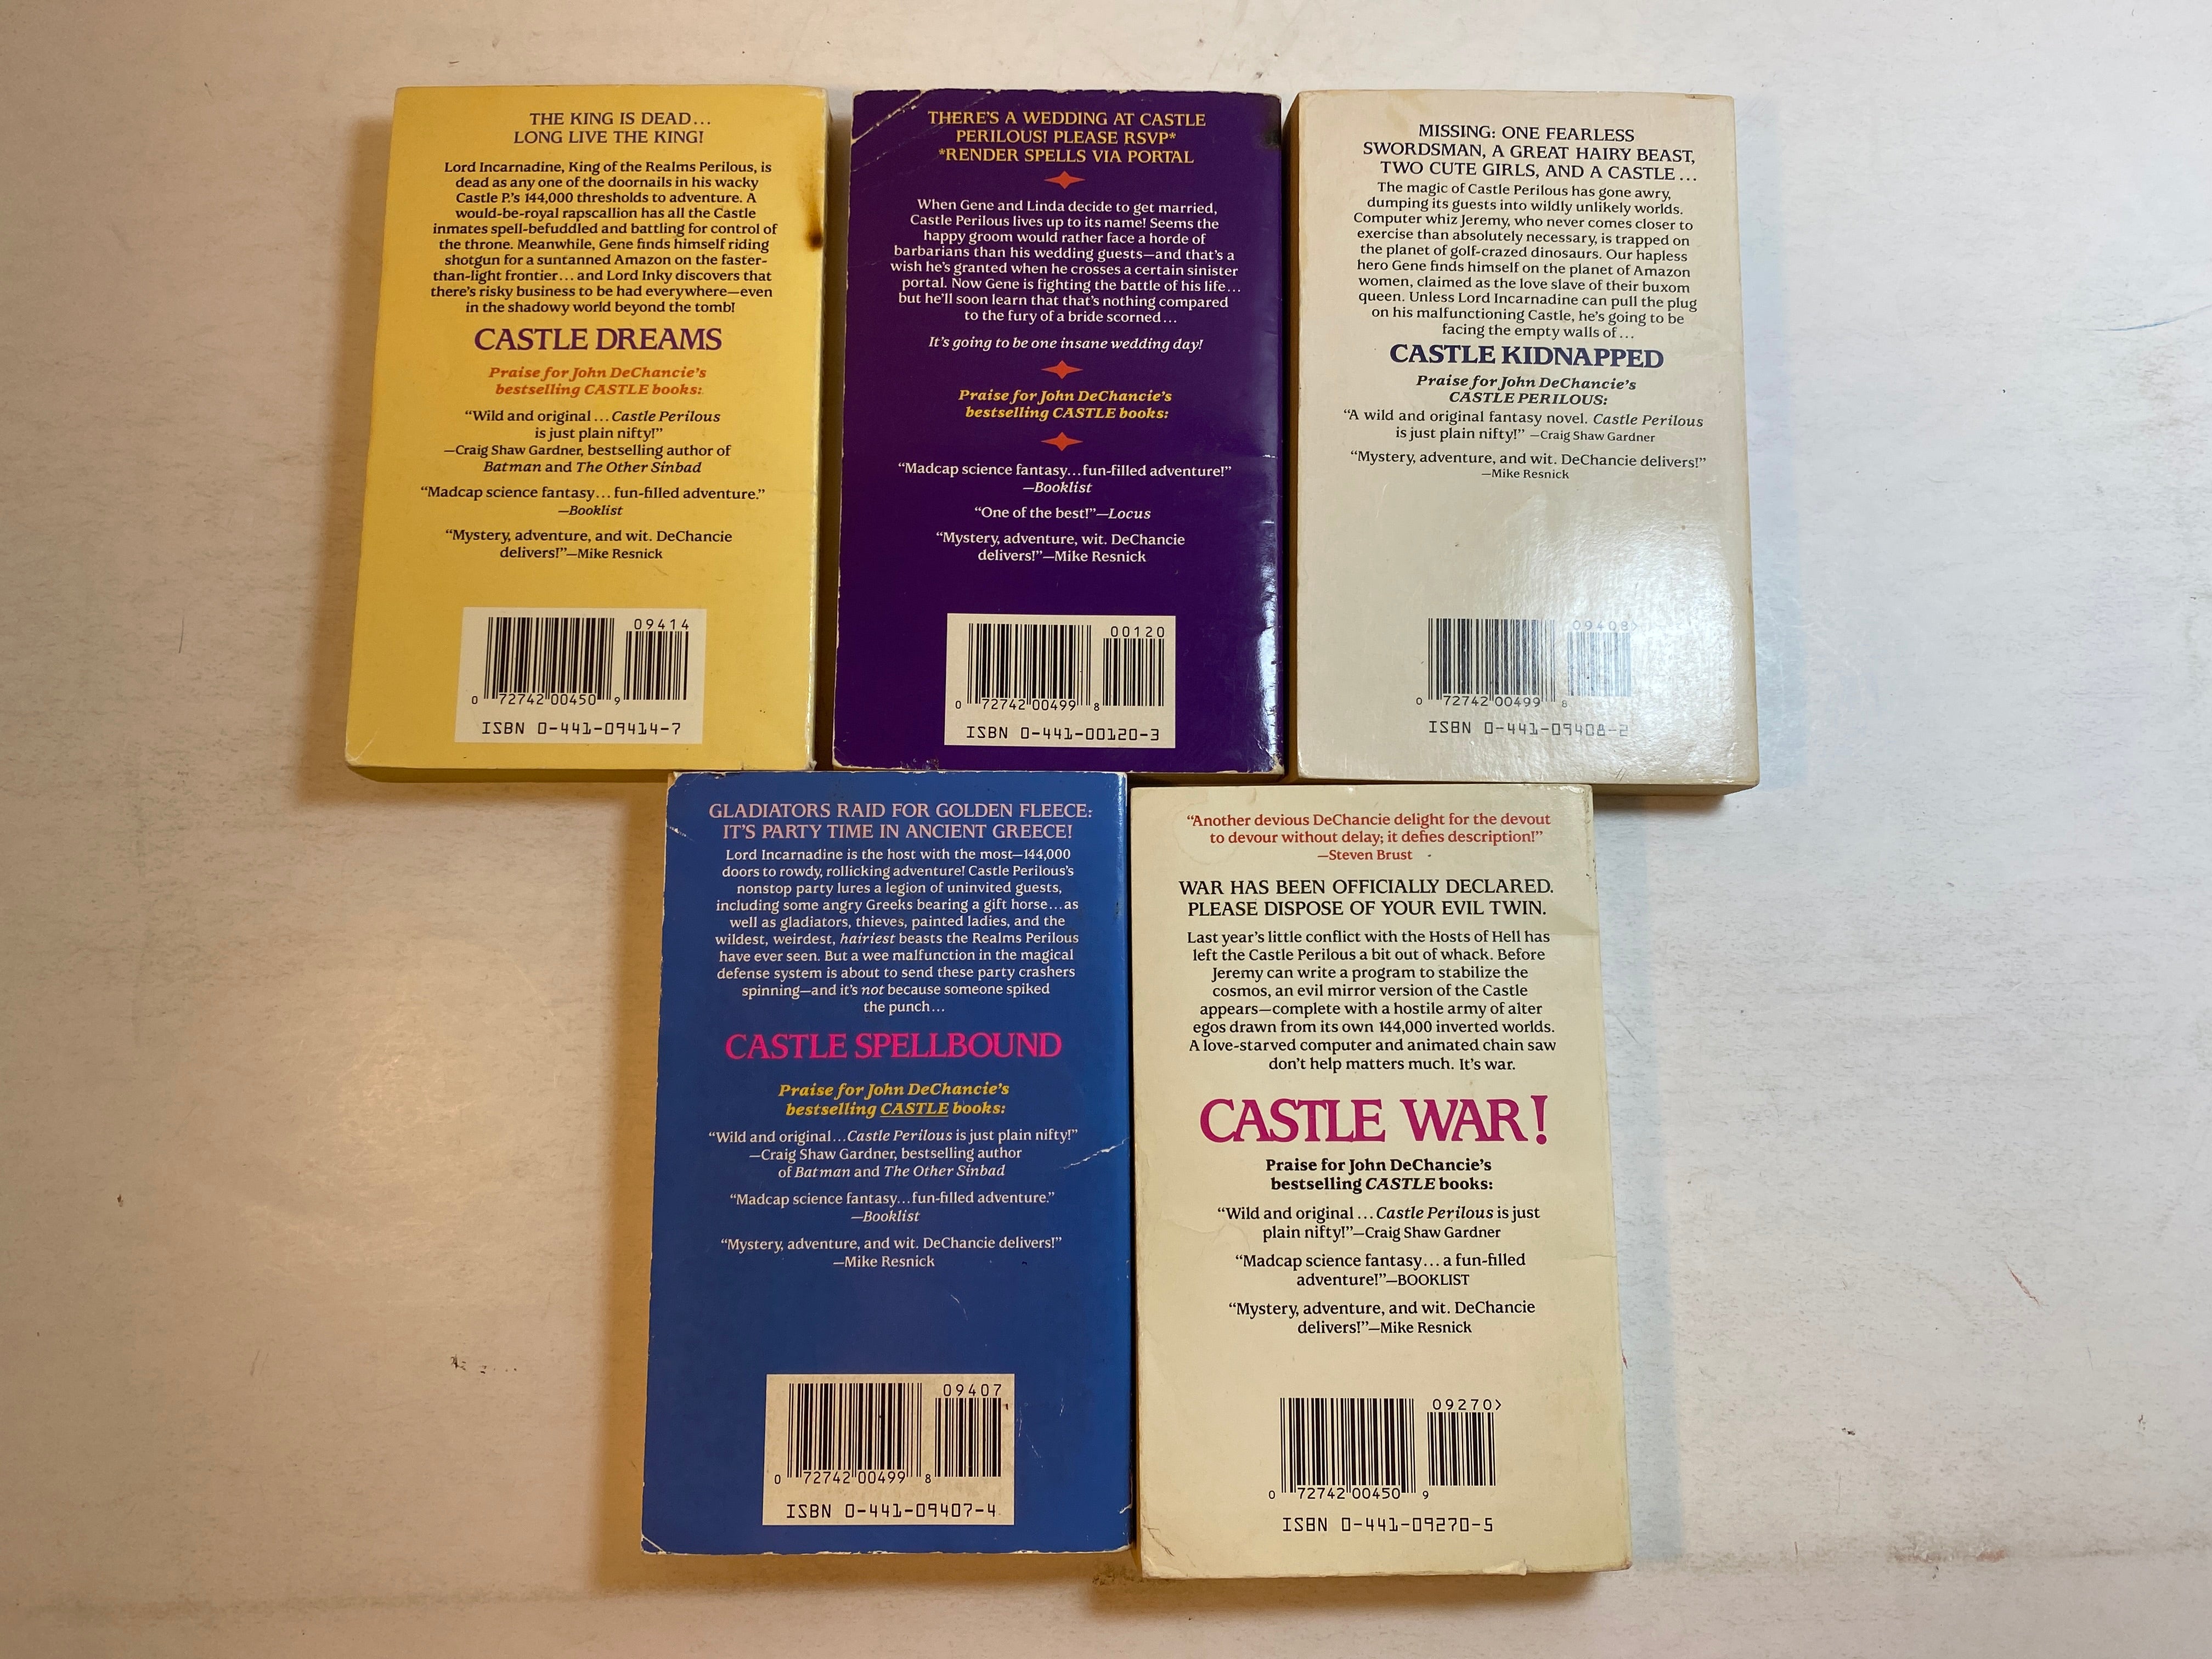 THE KING IS DEAD...
LONG LIVE THE KING!
Lord Incarnadine, King of the Realms Perilous, is
dead as any one of the doornails in his wacky
Castle P.'s 144,000 thresholds to adventure. A
would-be-royal rapscallion has all the Castle
inmates spell-befuddled and battling for control of
the throne. Meanwhile, Gene finds himself riding
shotgun for a suntanned Amazon on the faster-
than-light frontier... and Lord Inky discovers that
there's risky business to be had everywhere—even
in the shadowy world beyond the tomb!
CASTLE DREAMS
Praise for John DeChancie's
bestselling CASTLE books:
“Wild and original... Castle Perilous
is just plain nifty!”
—Craig Shaw Gardner, bestselling author of
Batman and The Other Sinbad
“Madcap science fantasy... fun-filled adventure.”
—Booklist
“Mystery, adventure, and wit. DeChancie
delivers!”—Mike Resnick
09414
0 72742 00450 9
ISBN 0-441-09414-7
THERE'S A WEDDING AT CASTLE
PERILOUS! PLEASE RSVP*
*RENDER SPELLS VIA PORTAL
When Gene and Linda decide to get married,
Castle Perilous lives up to its name! Seems the
happy groom would rather face a horde of
barbarians than his wedding guests—and that's a
wish he's granted when he crosses a certain sinister
portal. Now Gene is fighting the battle of his life...
but he'll soon learn that that's nothing compared
to the fury of a bride scorned...
It's going to be one insane wedding day!
Praise for John DeChancie's
bestselling CASTLE books:
“Madcap science fantasy...fun-filled adventure!”
—Booklist
“One of the best!”—Locus
“Mystery, adventure, wit. DeChancie
delivers!”—Mike Resnick
00120
0 72742 00499 8
ISBN 0-441-00120-3
MISSING: ONE FEARLESS
SWORDSMAN, A GREAT HAIRY BEAST,
TWO CUTE GIRLS, AND A CASTLE...
The magic of Castle Perilous has gone awry,
dumping its guests into wildly unlikely worlds.
Computer whiz Jeremy, who never comes closer to
exercise than absolutely necessary, is trapped on
the planet of golf-crazed dinosaurs. Our hapless
hero Gene finds himself on the planet of Amazon
women, claimed as the love slave of their buxom
queen. Unless Lord Incarnadine can pull the plug
on his malfunctioning Castle, he's going to be
facing the empty walls of...
CASTLE KIDNAPPED
Praise for John DeChancie's
CASTLE PERILOUS:
“A wild and original fantasy novel. Castle Perilous
is just plain nifty!” —Craig Shaw Gardner
“Mystery, adventure, and wit. DeChancie delivers!”
—Mike Resnick
09408>
0 72742 00499 8
ISBN 0-441-09408-2
GLADIATORS RAID FOR GOLDEN FLEECE:
IT'S PARTY TIME IN ANCIENT GREECE!
Lord Incarnadine is the host with the most—144,000
doors to rowdy, rollicking adventure! Castle Perilous's
nonstop party lures a legion of uninvited guests,
including some angry Greeks bearing a gift horse...as
well as gladiators, thieves, painted ladies, and the
wildest, weirdest, hairiest beasts the Realms Perilous
have ever seen. But a wee malfunction in the magical
defense system is about to send these party crashers
spinning—and it's not because someone spiked
the punch...
CASTLE SPELLBOUND
Praise for John DeChancie's
bestselling CASTLE books:
“Wild and original...Castle Perilous is just plain nifty!”
—Craig Shaw Gardner, bestselling author
of Batman and The Other Sinbad
“Madcap science fantasy...fun-filled adventure.”
—Booklist
“Mystery, adventure, and wit. DeChancie delivers!”
—Mike Resnick
09407
0 72742 00499 8
ISBN 0-441-09407-4
“Another devious DeChancie delight for the devout
to devour without delay; it defies description!”
—Steven Brust
WAR HAS BEEN OFFICIALLY DECLARED.
PLEASE DISPOSE OF YOUR EVIL TWIN.
Last year's little conflict with the Hosts of Hell has
left the Castle Perilous a bit out of whack. Before
Jeremy can write a program to stabilize the
cosmos, an evil mirror version of the Castle
appears—complete with a hostile army of alter
egos drawn from its own 144,000 inverted worlds.
A love-starved computer and animated chain saw
don't help matters much. It's war.
CASTLE WAR!
Praise for John DeChancie's
bestselling CASTLE books:
“Wild and original... Castle Perilous is just
plain nifty!”—Craig Shaw Gardner
“Madcap science fantasy... a fun-filled
adventure!”—BOOKLIST
“Mystery, adventure, and wit. DeChancie
delivers!”—Mike Resnick
09270>
0 72742 00450 9
ISBN 0-441-09270-5